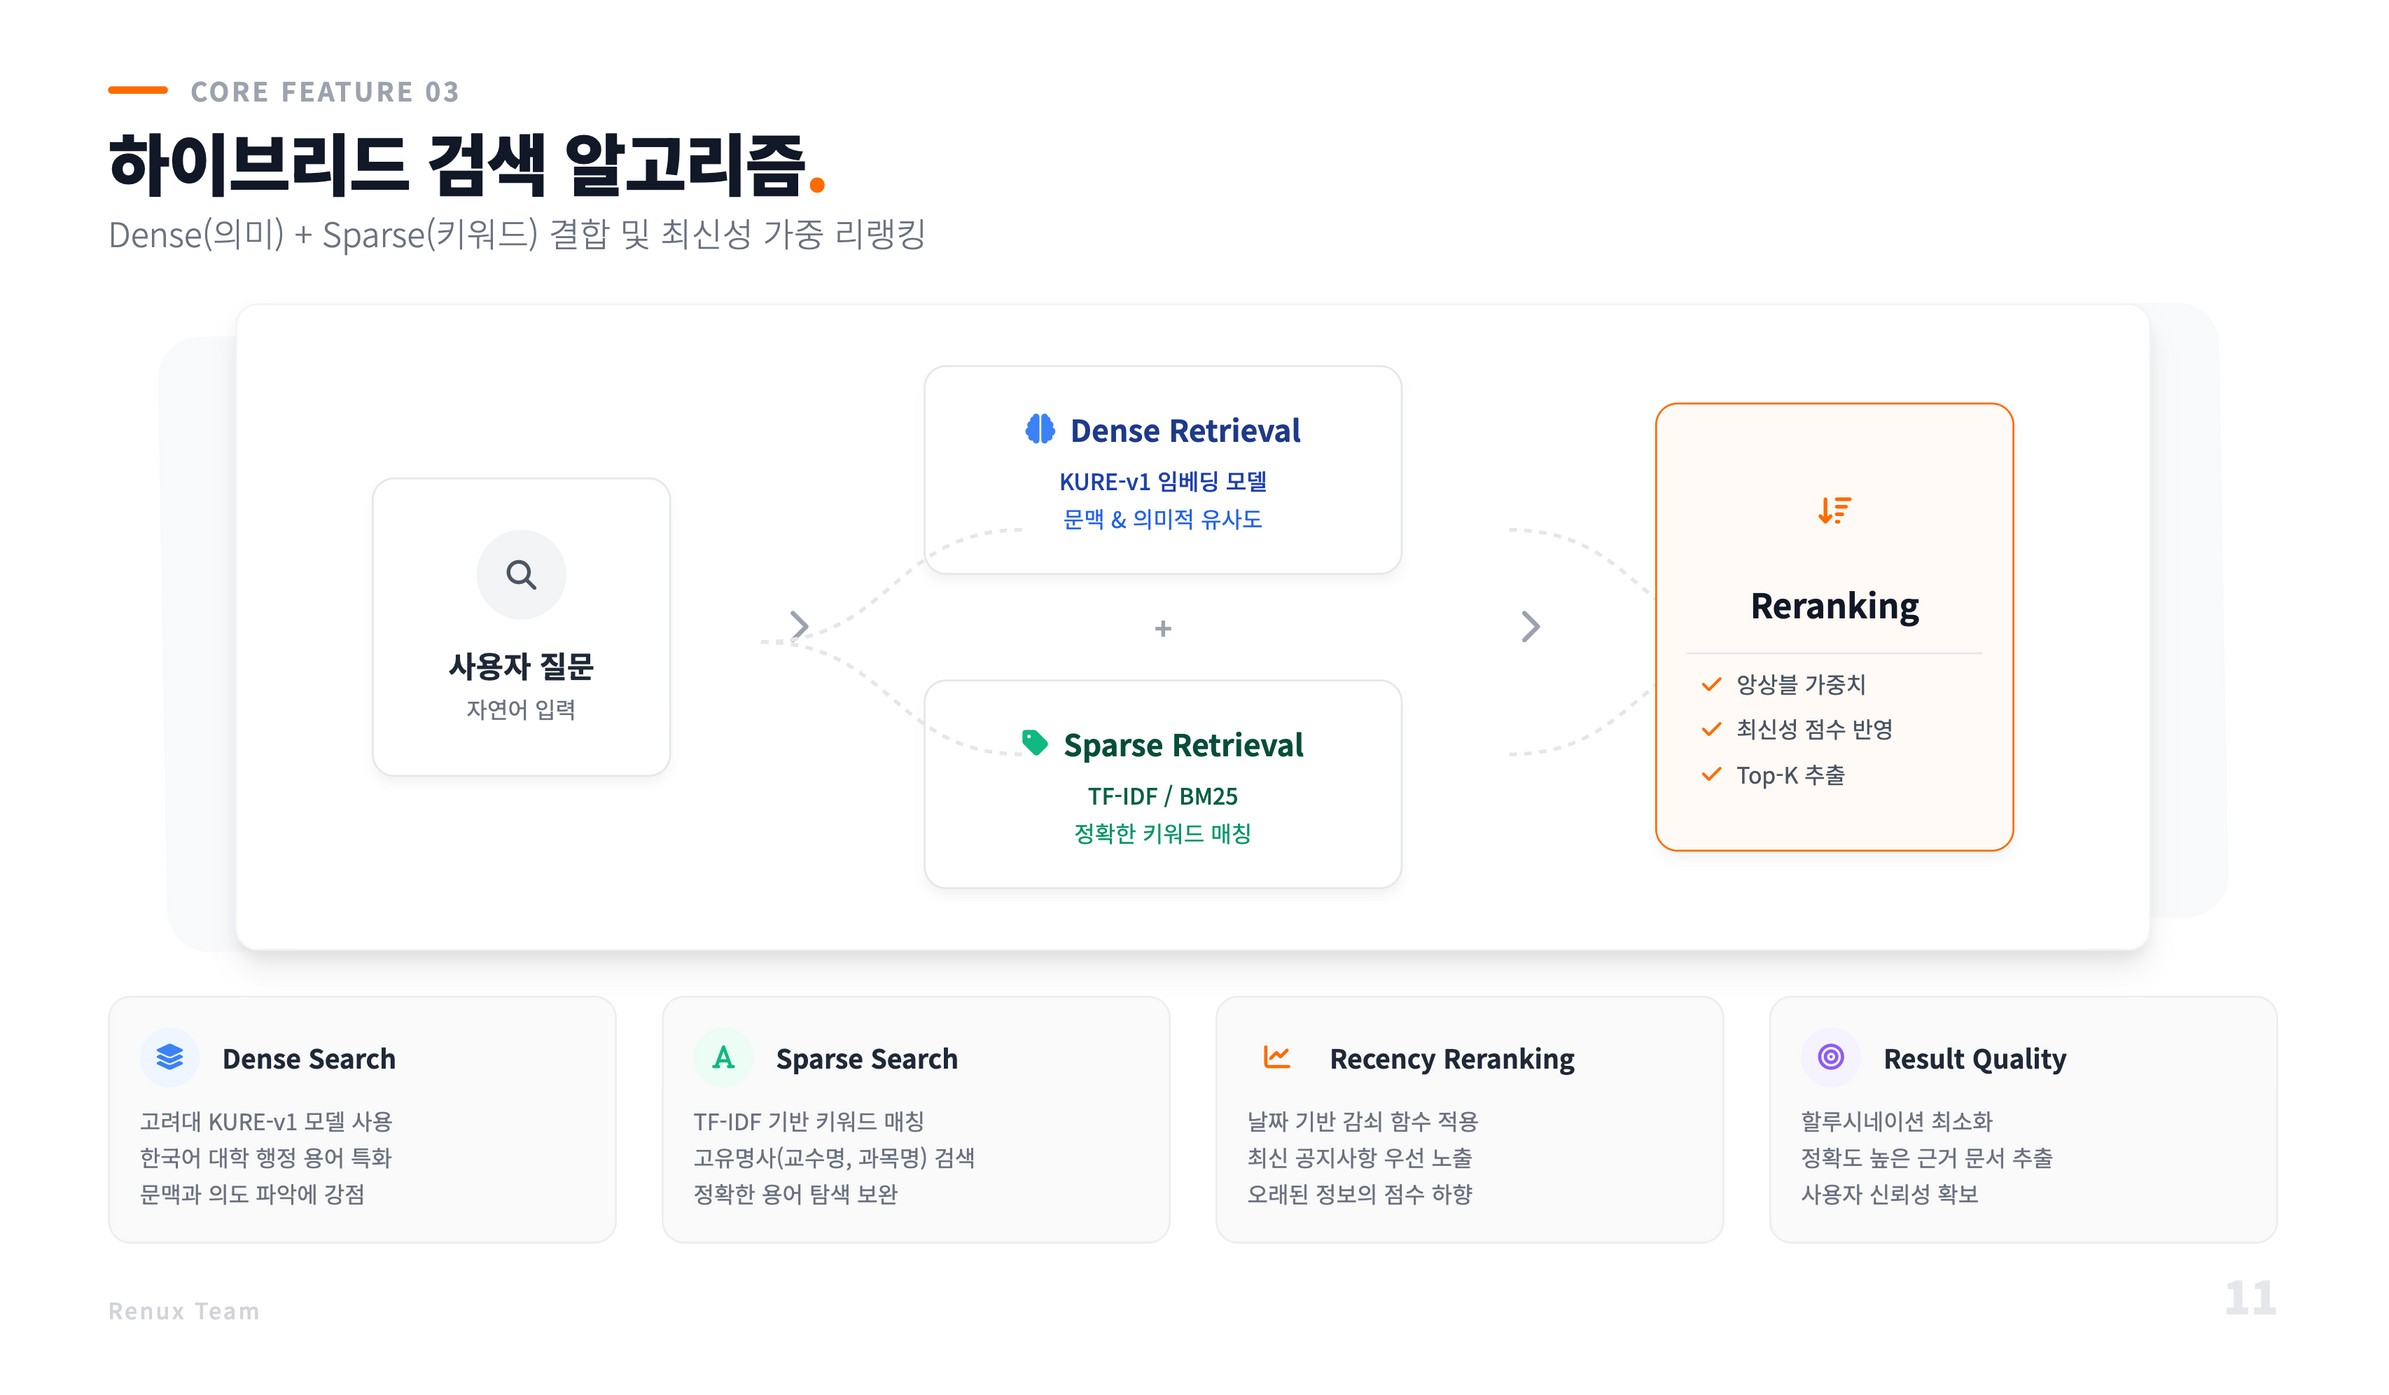 CORE FEATURE 03
하이브리드 검색 알고리즘.
Dense(의미) + Sparse(키워드) 결합 및 최신성 가중 리랭킹
사용자 질문
자연어 입력
Dense Retrieval
KURE-v1 임베딩 모델
문맥 & 의미적 유사도
+
Sparse Retrieval
TF-IDF / BM25
정확한 키워드 매칭
Reranking
앙상블 가중치
최신성 점수 반영
Top-K 추출
Dense Search
고려대 KURE-v1 모델 사용
한국어 대학 행정 용어 특화
문맥과 의도 파악에 강점
Sparse Search
TF-IDF 기반 키워드 매칭
고유명사(교수명, 과목명) 검색
정확한 용어 탐색 보완
Recency Reranking
날짜 기반 감쇠 함수 적용
최신 공지사항 우선 노출
오래된 정보의 점수 하향
Result Quality
할루시네이션 최소화
정확도 높은 근거 문서 추출
사용자 신뢰성 확보
Renux Team
11